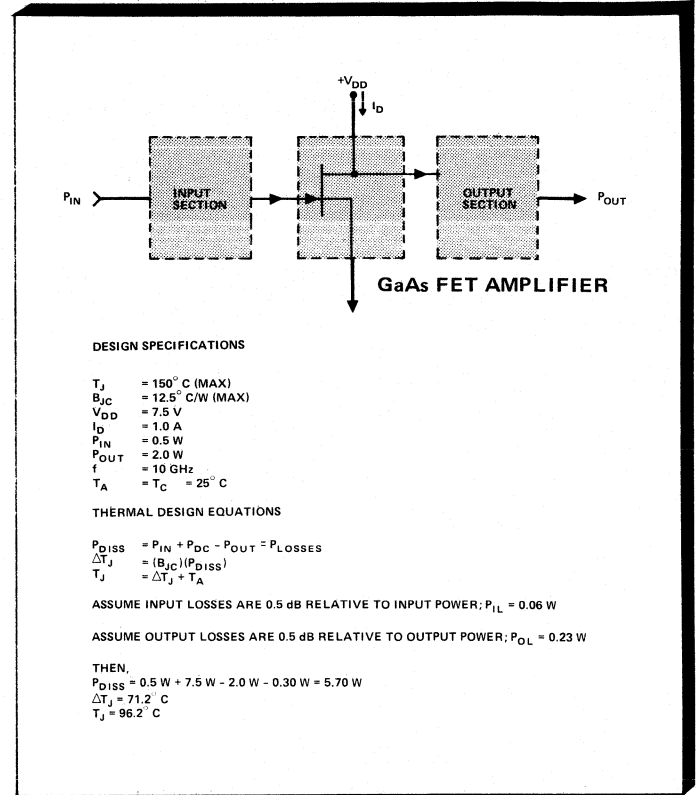 +VDD
ID
PIN
INPUT SECTION
OUTPUT SECTION
POUT
GaAs FET AMPLIFIER
DESIGN SPECIFICATIONS
TJ = 150° C (MAX)
BJC = 12.5° C/W (MAX)
VDD = 7.5 V
ID = 1.0 A
PIN = 0.5 W
POUT = 2.0 W
f = 10 GHz
TA = TC = 25° C
THERMAL DESIGN EQUATIONS
PDISS = PIN + PDC - POUT = PLOSSES
△TJ = (BJC)(PDISS)
TJ = △TJ + TA
ASSUME INPUT LOSSES ARE 0.5 dB RELATIVE TO INPUT POWER; PIL = 0.06 W
ASSUME OUTPUT LOSSES ARE 0.5 dB RELATIVE TO OUTPUT POWER; POL = 0.23 W
THEN,
PDISS = 0.5 W + 7.5 W - 2.0 W - 0.30 W = 5.70 W
△TJ = 71.2° C
TJ = 96.2° C